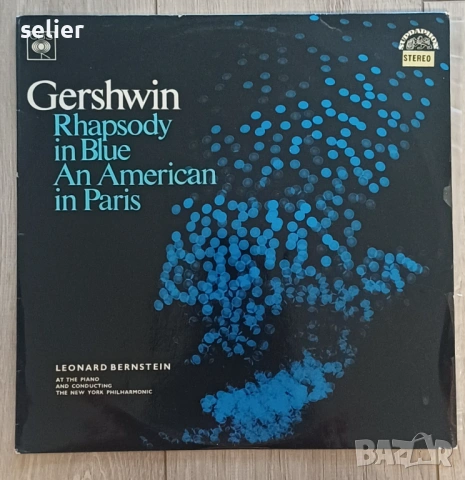 selier
CBS
SUPRAPHON
STEREO
Gershwin
Rhapsody
in Blue
An American
in Paris
LEONARD BERNSTEIN
AT THE PIANO
AND CONDUCTING
THE NEW YORK PHILHARMONIC
BAZAR